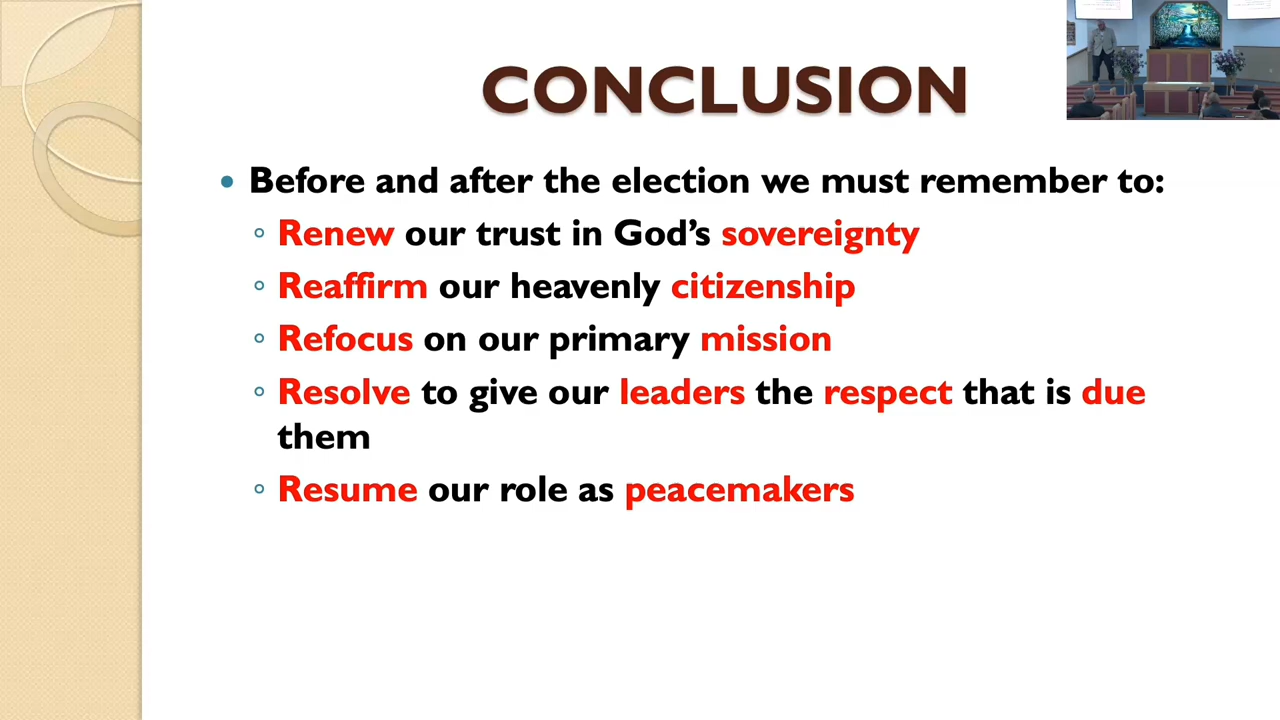 CONCLUSION
Before and after the election we must remember to:
Renew our trust in God’s sovereignty
Reaffirm our heavenly citizenship
Refocus on our primary mission
Resolve to give our leaders the respect that is due
them
Resume our role as peacemakers